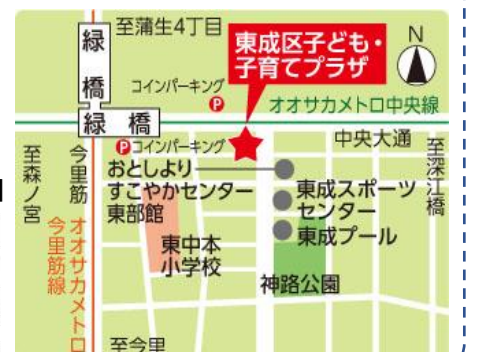 至蒲生4丁目
東成区子ども・
子育てプラザ
N
緑橋
コインパーキング
P
オオサカメトロ中央線
緑橋
P コインパーキング
中央大通
至深江橋
至森ノ宮
今里筋
オオサカメトロ
今里筋線
おとしより
すこやかセンター
東部館
東成スポーツ
センター
東成プール
東中本
小学校
神路公園
至今里